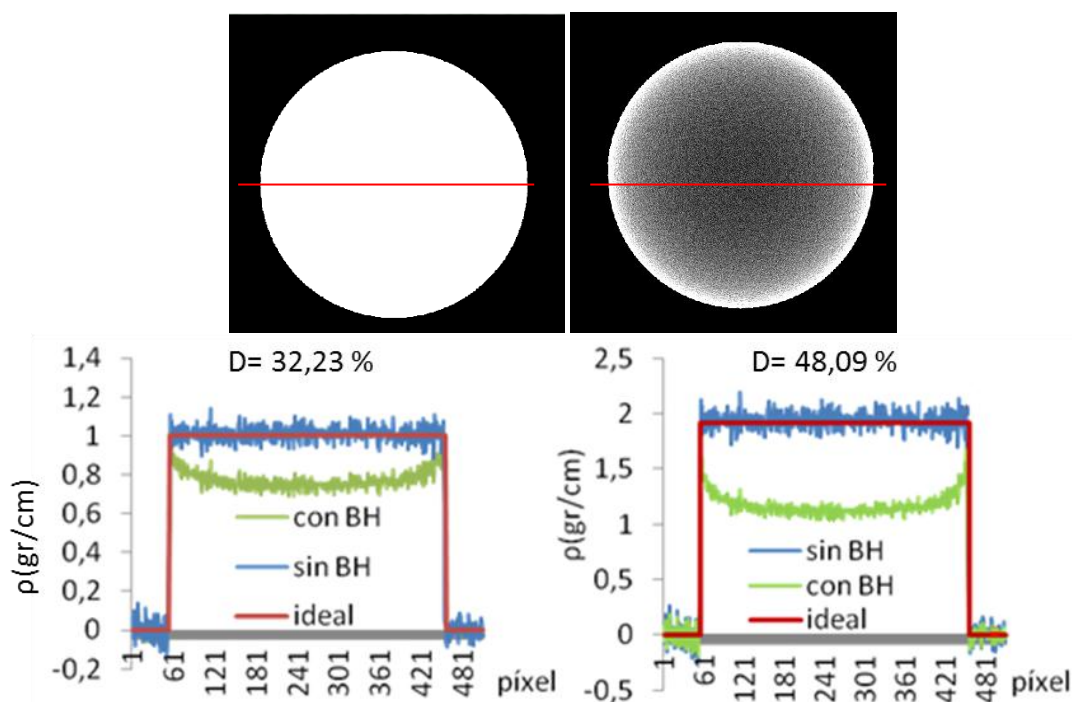 D= 32,23 %
1,4
1,2
1
0,8
0,6
0,4
0,2
0
-0,2
ρ(gr/cm)
con BH
sin BH
ideal
1
61
121
181
241
301
361
421
481
píxel
D= 48,09 %
2,5
2
1,5
1
0,5
0
-0,5
ρ(gr/cm)
sin BH
con BH
ideal
1
61
121
181
241
301
361
421
481
píxel